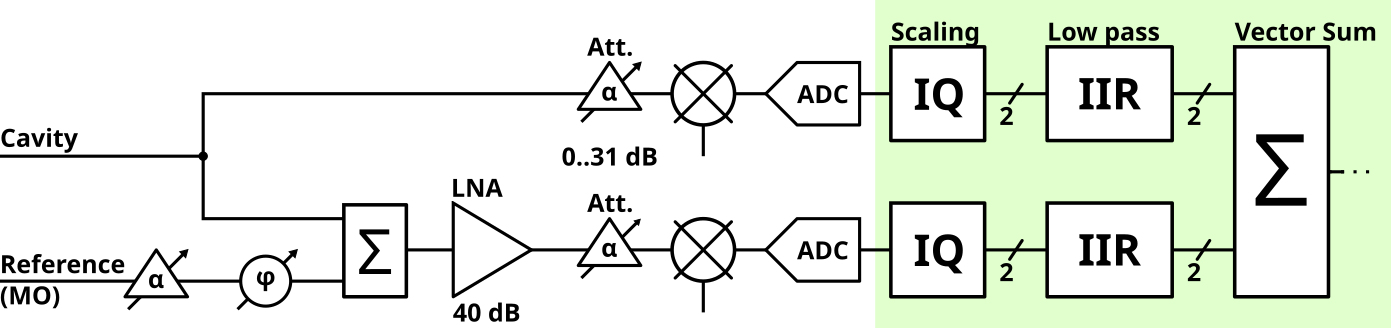 Scaling
Low pass
Vector Sum
Att.
α
ADC
IQ
2
IIR
2
Σ
Cavity
0..31 dB
LNA
Att.
Reference
(MO)
α
φ
Σ
α
ADC
IQ
2
IIR
2
40 dB